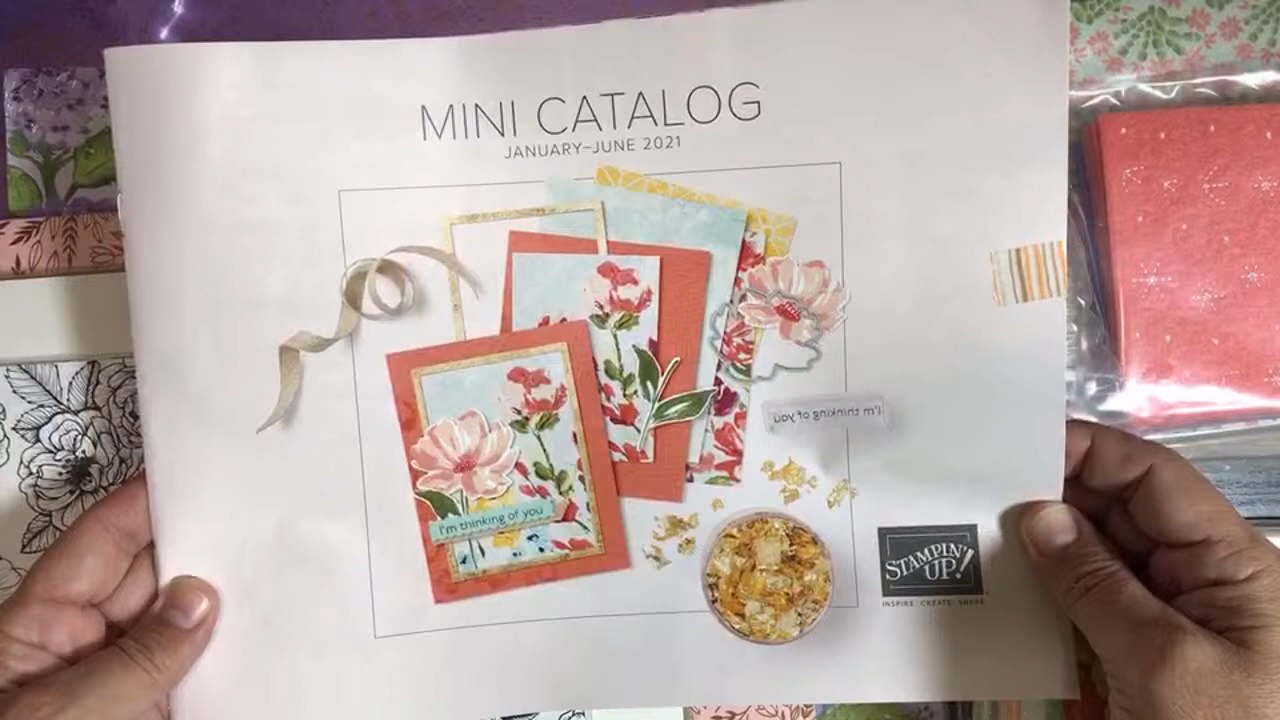 MINI CATALOG
JANUARY–JUNE 2021
I'm thinking of you
I'm thinking of you
STAMPIN' UP!
INSPIRE · CREATE · SHARE